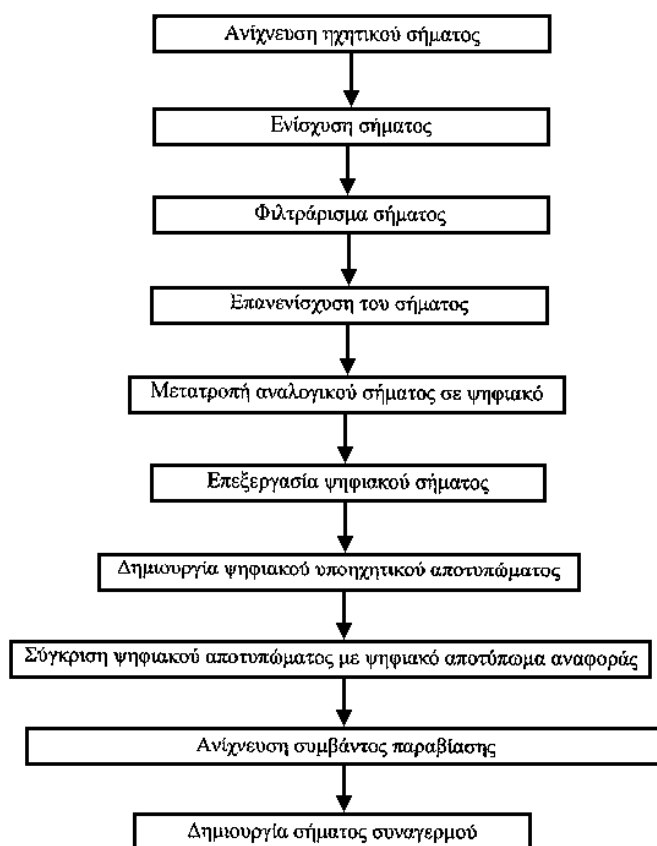 Ανίχνευση ηχητικού σήματος
Ενίσχυση σήματος
Φιλτράρισμα σήματος
Επανενίσχυση του σήματος
Μετατροπή αναλογικού σήματος σε ψηφιακό
Επεξεργασία ψηφιακού σήματος
Δημιουργία ψηφιακού υποηχητικού αποτυπώματος
Σύγκριση ψηφιακού αποτυπώματος με ψηφιακό αποτύπωμα αναφοράς
Ανίχνευση συμβάντος παραβίασης
Δημιουργία σήματος συναγερμού